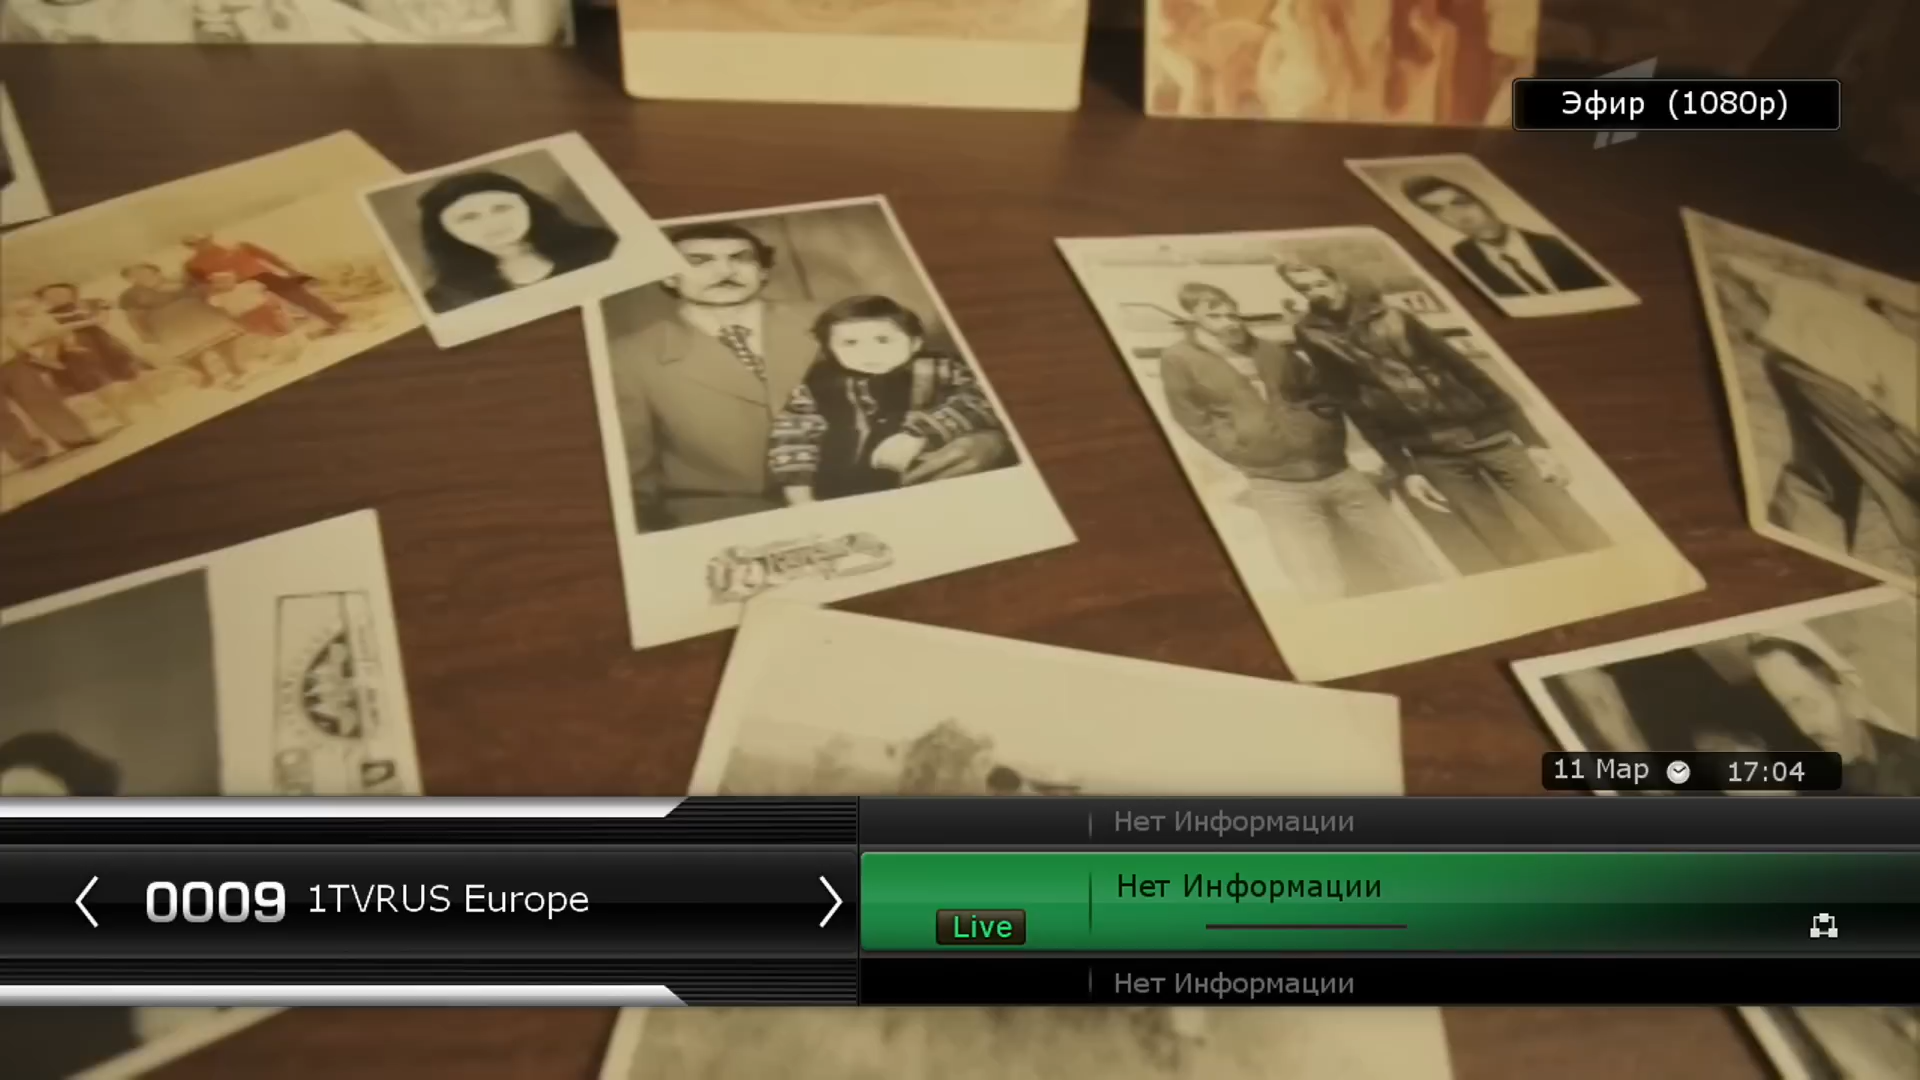 Эфир (1080p)
11 Мар 17:04
Нет Информации
0009 1TVRUS Europe
Нет Информации
Live
Нет Информации